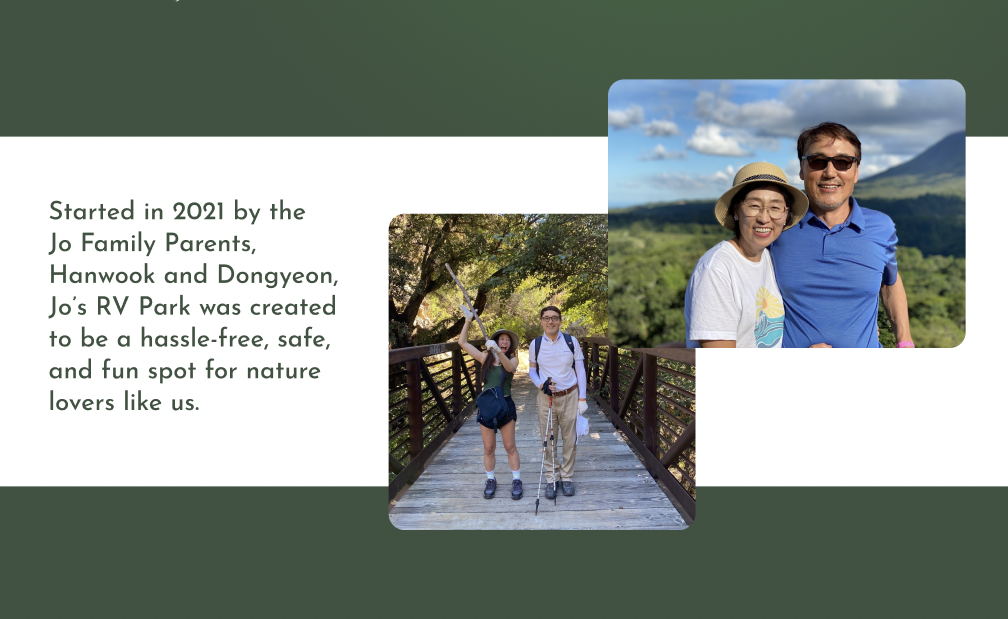 Started in 2021 by the
Jo Family Parents,
Hanwook and Dongyeon,
Jo's RV Park was created
to be a hassle-free, safe,
and fun spot for nature
lovers like us.